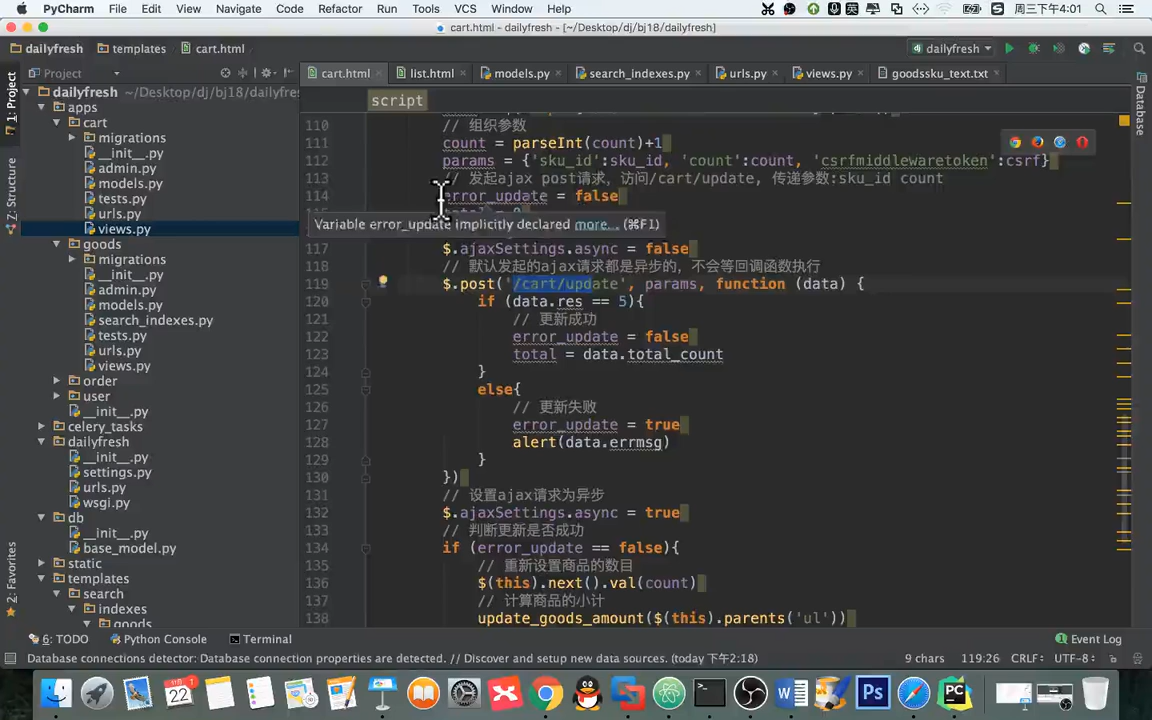 PyCharm File Edit View Navigate Code Refactor Run Tools VCS Window Help 英 周三下午4:01
cart.html - dailyfresh - [~/Desktop/dj/bj18/dailyfresh]
dailyfresh templates cart.html dailyfresh
Project
cart.html list.html models.py search_indexes.py urls.py views.py goodssku_text.txt
1: Project
Z: Structure
2: Favorites
Database
dailyfresh ~/Desktop/dj/bj18/dailyfres
apps
cart
migrations
__init__.py
admin.py
models.py
tests.py
urls.py
views.py
goods
migrations
__init__.py
admin.py
models.py
search_indexes.py
tests.py
urls.py
views.py
order
user
__init__.py
celery_tasks
dailyfresh
__init__.py
settings.py
urls.py
wsgi.py
db
__init__.py
base_model.py
static
templates
search
indexes
goods
script
110 // 组织参数
111 count = parseInt(count)+1
112 params = {'sku_id':sku_id, 'count':count, 'csrfmiddlewaretoken':csrf}
113 // 发起ajax post请求，访问/cart/update, 传递参数:sku_id count
114 error_update = false
Variable error_update implicitly declared more... (⌘F1)
117 $.ajaxSettings.async = false
118 // 默认发起的ajax请求都是异步的，不会等回调函数执行
119 $.post('/cart/update', params, function (data) {
120 if (data.res == 5){
121 // 更新成功
122 error_update = false
123 total = data.total_count
124 }
125 else{
126 // 更新失败
127 error_update = true
128 alert(data.errmsg)
129 }
130 })
131 // 设置ajax请求为异步
132 $.ajaxSettings.async = true
133 // 判断更新是否成功
134 if (error_update == false){
135 // 重新设置商品的数目
136 $(this).next().val(count)
137 // 计算商品的小计
138 update_goods_amount($(this).parents('ul'))
6: TODO Python Console Terminal Event Log
Database connections detector: Database connection properties are detected. // Discover and setup new data sources. (today 下午2:18) 9 chars 119:26 CRLF: UTF-8:
22